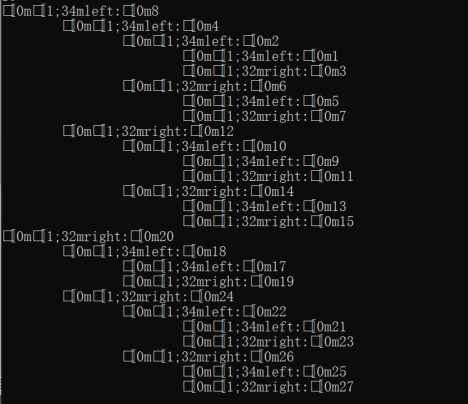 □[0m□[1;34mleft:□[0m8
□[0m□[1;34mleft:□[0m4
□[0m□[1;34mleft:□[0m2
□[0m□[1;34mleft:□[0m1
□[0m□[1;32mright:□[0m3
□[0m□[1;32mright:□[0m6
□[0m□[1;34mleft:□[0m5
□[0m□[1;32mright:□[0m7
□[0m□[1;32mright:□[0m12
□[0m□[1;34mleft:□[0m10
□[0m□[1;34mleft:□[0m9
□[0m□[1;32mright:□[0m11
□[0m□[1;32mright:□[0m14
□[0m□[1;34mleft:□[0m13
□[0m□[1;32mright:□[0m15
□[0m□[1;32mright:□[0m20
□[0m□[1;34mleft:□[0m18
□[0m□[1;34mleft:□[0m17
□[0m□[1;32mright:□[0m19
□[0m□[1;32mright:□[0m24
□[0m□[1;34mleft:□[0m22
□[0m□[1;34mleft:□[0m21
□[0m□[1;32mright:□[0m23
□[0m□[1;32mright:□[0m26
□[0m□[1;34mleft:□[0m25
□[0m□[1;32mright:□[0m27